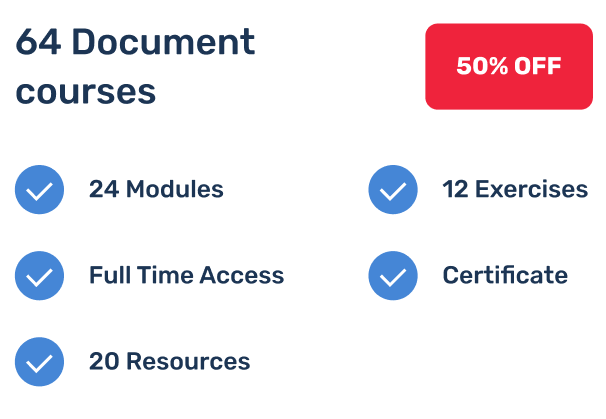 64 Document
courses
50% OFF
24 Modules
12 Exercises
Full Time Access
Certificate
20 Resources